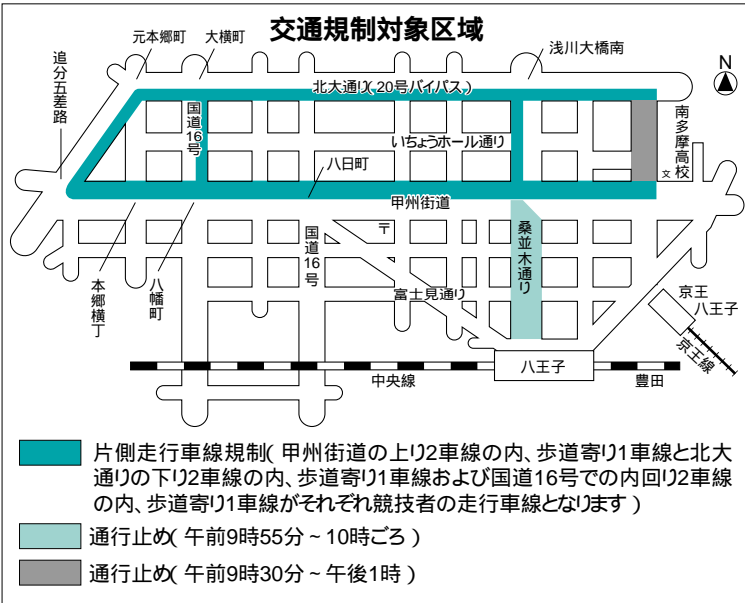 交通規制対象区域
元本郷町
大横町
浅川大橋南
追分五差路
N
北大通り(20号バイパス)
国道16号
いちょうホール通り
南多摩高校
文
八日町
甲州街道
〒
国道16号
桑並木通り
本郷横丁
八幡町
富士見通り
京王八王子
京王線
八王子
中央線
豊田
片側走行車線規制(甲州街道の上り2車線の内、歩道寄り1車線と北大
通りの下り2車線の内、歩道寄り1車線および国道16号での内回り2車線
の内、歩道寄り1車線がそれぞれ競技者の走行車線となります)
通行止め(午前9時55分~10時ごろ)
通行止め(午前9時30分~午後1時)